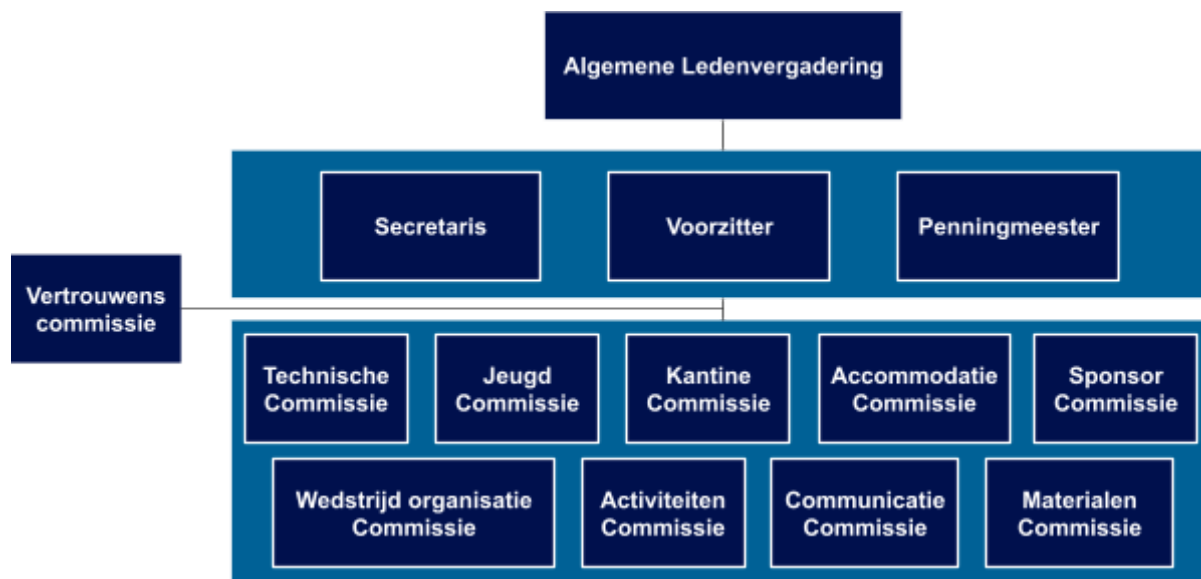 Algemene Ledenvergadering
Secretaris
Voorzitter
Penningmeester
Vertrouwens
commissie
Technische
Commissie
Jeugd
Commissie
Kantine
Commissie
Accommodatie
Commissie
Sponsor
Commissie
Wedstrijd organisatie
Commissie
Activiteiten
Commissie
Communicatie
Commissie
Materialen
Commissie